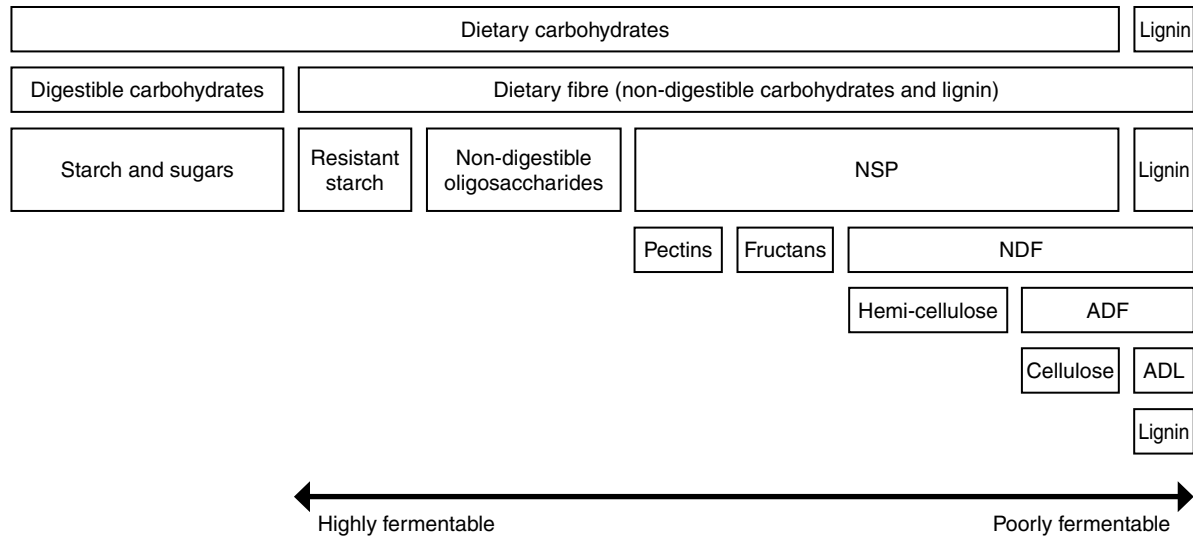 Dietary carbohydrates
Lignin
Digestible carbohydrates
Dietary fibre (non-digestible carbohydrates and lignin)
Starch and sugars
Resistant
starch
Non-digestible
oligosaccharides
NSP
Lignin
Pectins
Fructans
NDF
Hemi-cellulose
ADF
Cellulose
ADL
Lignin
Highly fermentable
Poorly fermentable